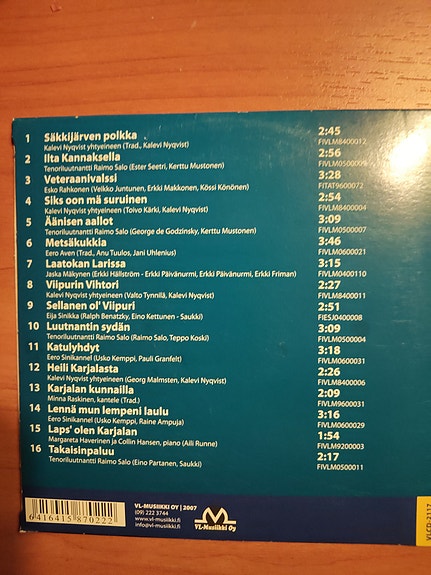 1 Säkkijärven polkka 2:45
Kalevi Nyqvist yhtyeineen (Trad., Kalevi Nyqvist) FIVLM8400012
2 Ilta Kannaksella 2:56
Tenoriluutnantti Raimo Salo (Ester Seetri, Kerttu Mustonen) FIVLM0500009
3 Veteraanivalssi 3:28
Esko Rahkonen (Veikko Juntunen, Erkki Makkonen, Kössi Könönen) FITAT9600072
4 Siks oon mä suruinen 2:54
Kalevi Nyqvist yhtyeineen (Toivo Kärki, Kalevi Nyqvist) FIVLM8400004
5 Äänisen aallot 3:09
Tenoriluutnantti Raimo Salo (George de Godzinsky, Kerttu Mustonen) FIVLM0500007
6 Metsäkukkia 3:46
Eero Aven (Trad., Anu Tuulos, Jani Uhlenius) FIVLM0600021
7 Laatokan Larissa 3:15
Jaska Mäkynen (Erkki Hällström - Erkki Päivänurmi, Erkki Päivänurmi, Erkki Friman) FIVLM0400110
8 Viipurin Vihtori 2:27
Kalevi Nyqvist yhtyeineen (Valto Tynnilä, Kalevi Nyqvist) FIVLM8400011
9 Sellanen ol' Viipuri 2:51
Eija Sinikka (Ralph Benatzky, Eino Kettunen - Saukki) FIESJ0400008
10 Luutnantin sydän 3:09
Tenoriluutnantti Raimo Salo (Raimo Salo, Teppo Koski) FIVLM0500004
11 Katulyhdyt 3:18
Eero Sinikannel (Usko Kemppi, Pauli Granfelt) FIVLM0600031
12 Heili Karjalasta 2:26
Kalevi Nyqvist yhtyeineen (Georg Malmsten, Kalevi Nyqvist) FIVLM8400006
13 Karjalan kunnailla 2:09
Minna Raskinen, kantele (Trad.) FIVLM9600031
14 Lennä mun lempeni laulu 3:16
Eero Sinikannel (Usko Kemppi, Raine Ampuja) FIVLM0600029
15 Laps' olen Karjalan 1:54
Margareta Haverinen ja Collin Hansen, piano (Aili Runne) FIVLM9200003
16 Takaisinpaluu 2:17
Tenoriluutnantti Raimo Salo (Eino Partanen, Saukki) FIVLM0500011
VL-MUSIIKKI OY | 2007
(09) 222 3744
www.vl-musiikki.fi
info@vl-musiikki.fi
VL-Musiikki Oy
6 416415 870222
VLCD-2117